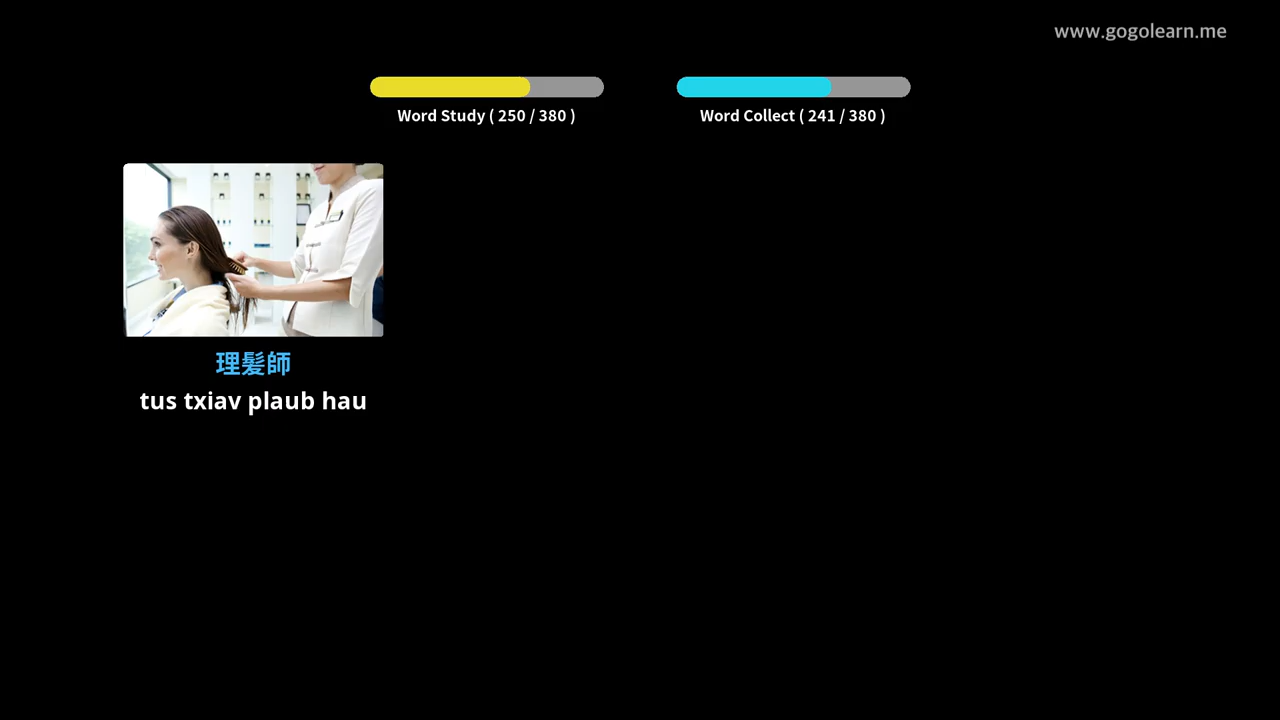 www.gogolearn.me
Word Study ( 250 / 380 )
Word Collect ( 241 / 380 )
理髮師
tus txiav plaub hau